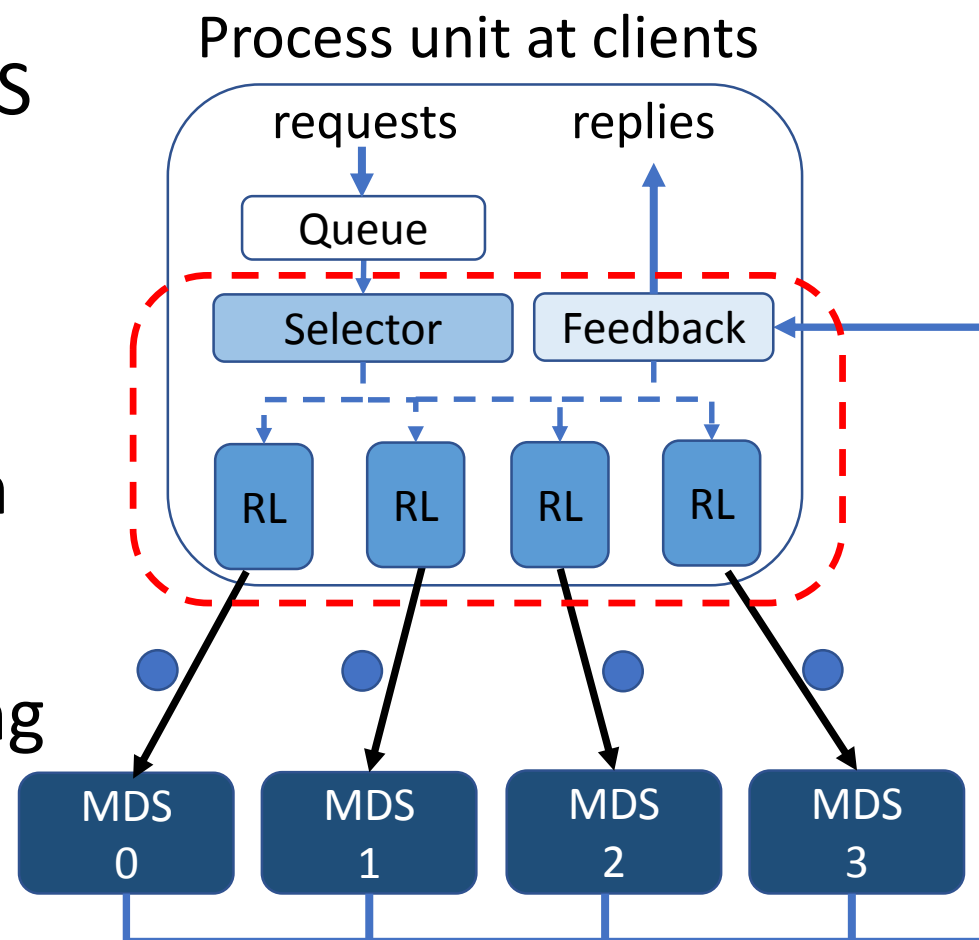 Process unit at clients
S
requests replies
Queue
Selector Feedback
RL RL RL RL
ng
MDS MDS MDS MDS
0 1 2 3